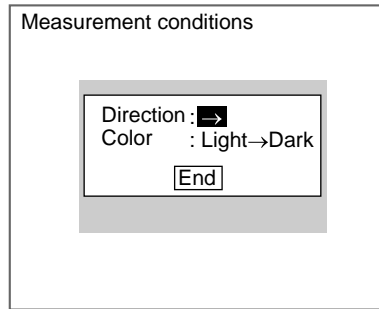 Measurement conditions
Direction : →
Color : Light→Dark
End